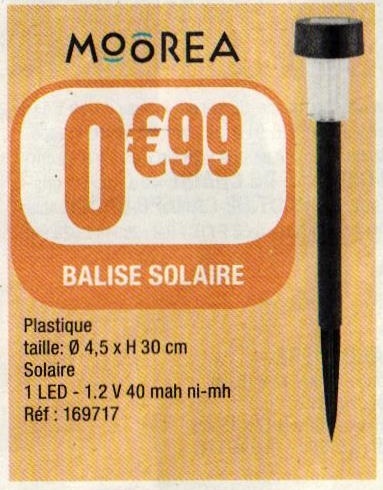 MOOREA
0€99
BALISE SOLAIRE
Plastique
taille: Ø 4,5 x H 30 cm
Solaire
1 LED - 1.2 V 40 mah ni-mh
Réf : 169717